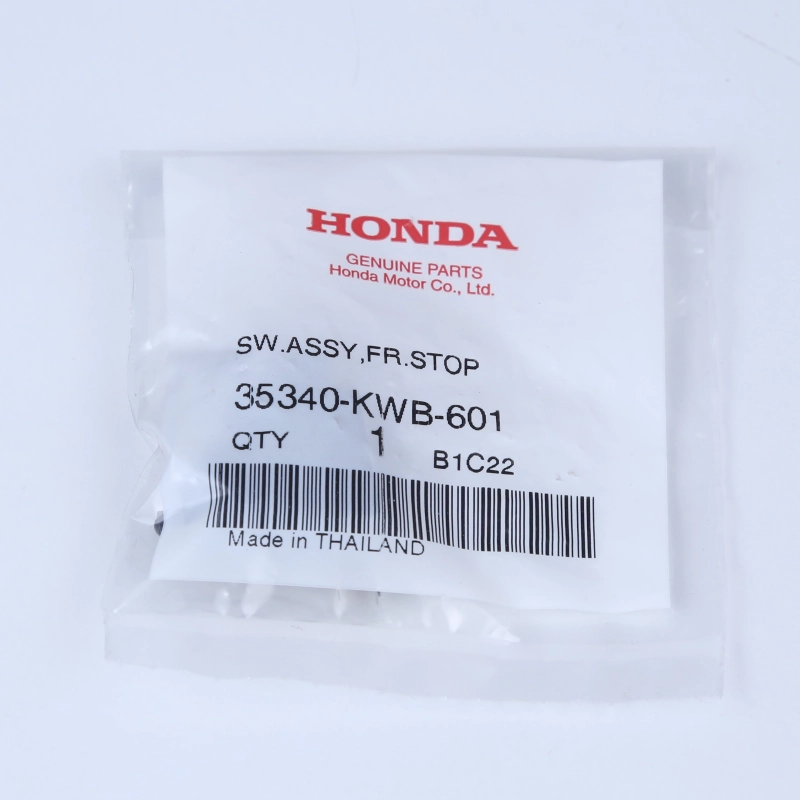 HONDA
GENUINE PARTS
Honda Motor Co., Ltd.
SW.ASSY,FR.STOP
35340-KWB-601
QTY 1 B1C22
Made in THAILAND